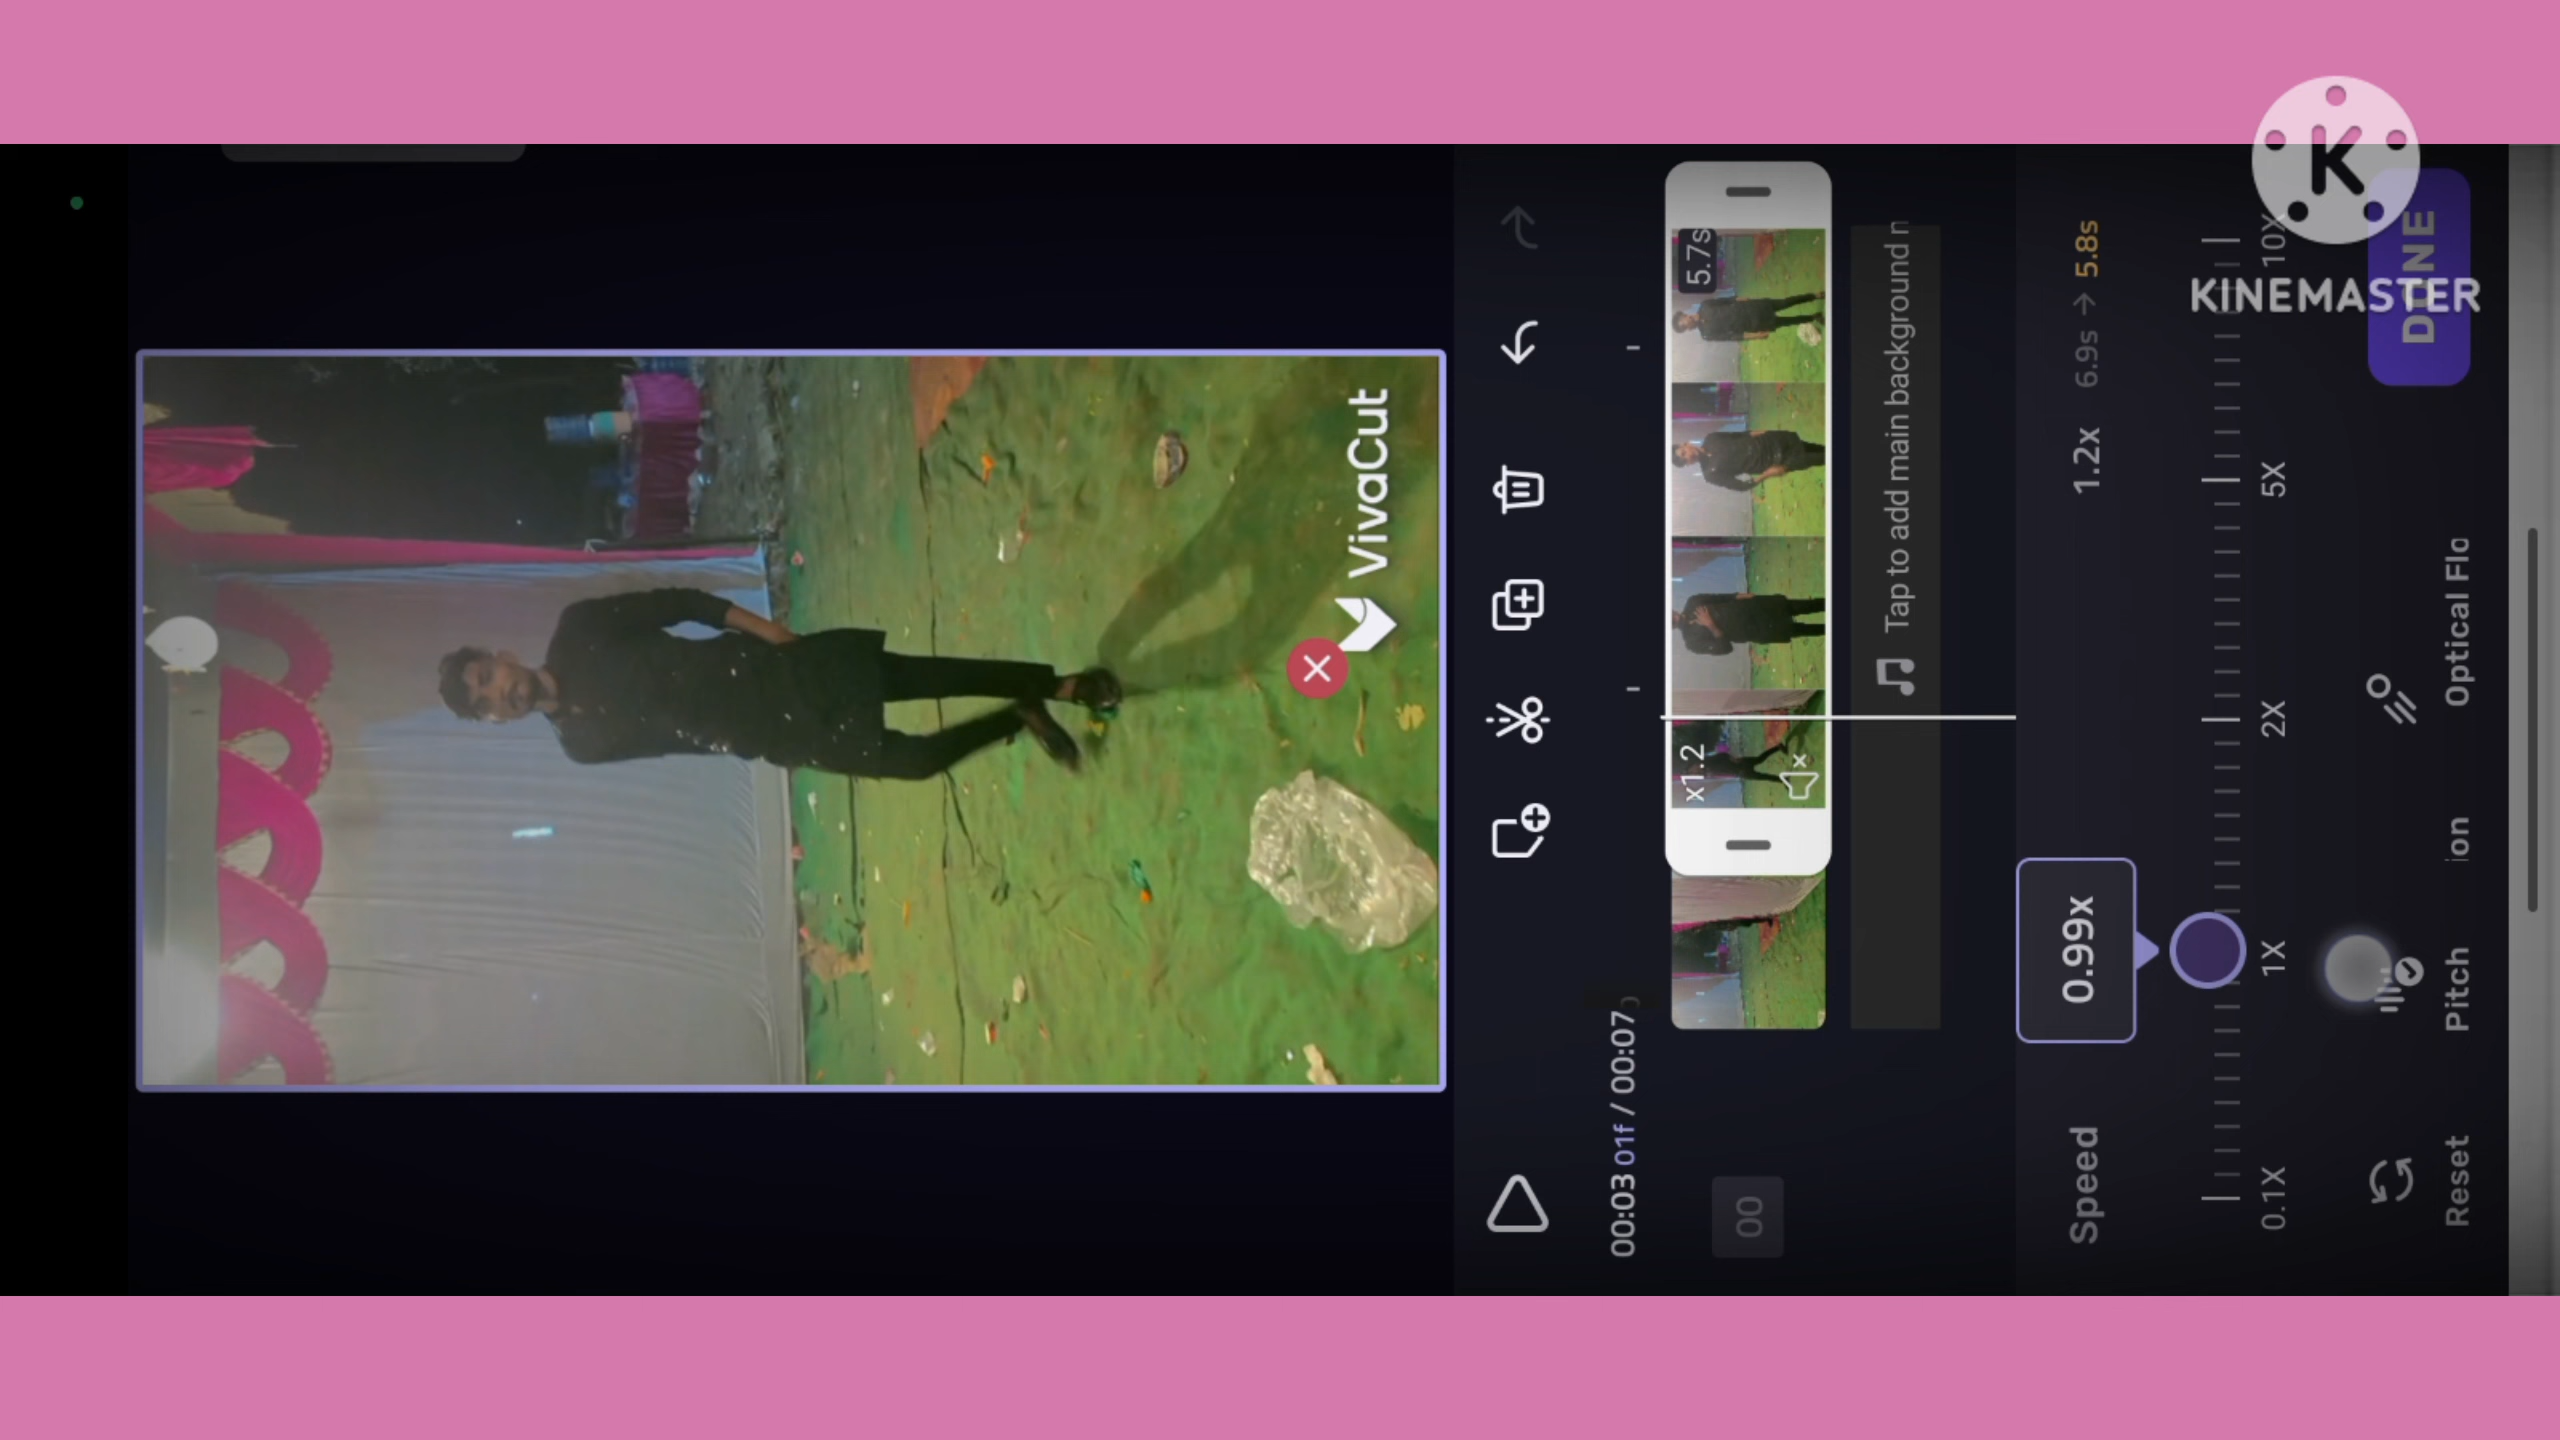 KINEMASTER
VivaCut
00:03 01f / 00:07
5.7s
x1.2
Tap to add main background
00
Speed
1.2x
6.9s → 5.8s
0.99x
0.1X
1X
2X
5X
10X
Reset
Pitch
ion
Optical Flo
DONE